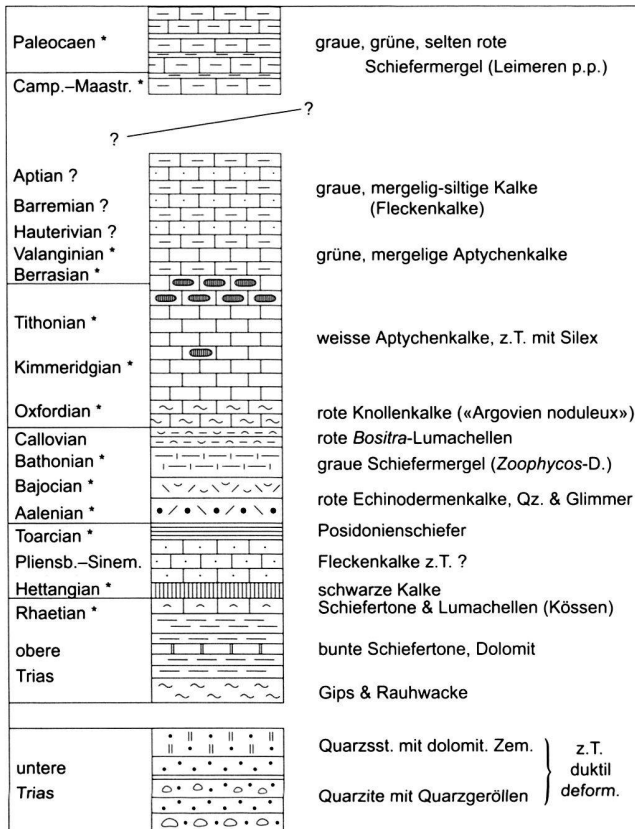 Paleocaen * graue, grüne, selten rote
Schiefermergel (Leimeren p.p.)
Camp.–Maastr. *
?
?
Aptian ?
graue, mergelig-siltige Kalke
Barremian ? (Fleckenkalke)
Hauterivian ?
Valanginian * grüne, mergelige Aptychenkalke
Berrasian *
Tithonian *
weisse Aptychenkalke, z.T. mit Silex
Kimmeridgian *
Oxfordian * rote Knollenkalke («Argovien noduleux»)
Callovian rote Bositra-Lumachellen
Bathonian * graue Schiefermergel (Zoophycos-D.)
Bajocian *
rote Echinodermenkalke, Qz. & Glimmer
Aalenian *
Toarcian * Posidonienschiefer
Pliensb.–Sinem. Fleckenkalke z.T. ?
Hettangian * schwarze Kalke
Rhaetian * Schiefertone & Lumachellen (Kössen)
obere bunte Schiefertone, Dolomit
Trias
Gips & Rauhwacke
Quarzsst. mit dolomit. Zem. z.T.
untere duktil
Trias Quarzite mit Quarzgeröllen deform.